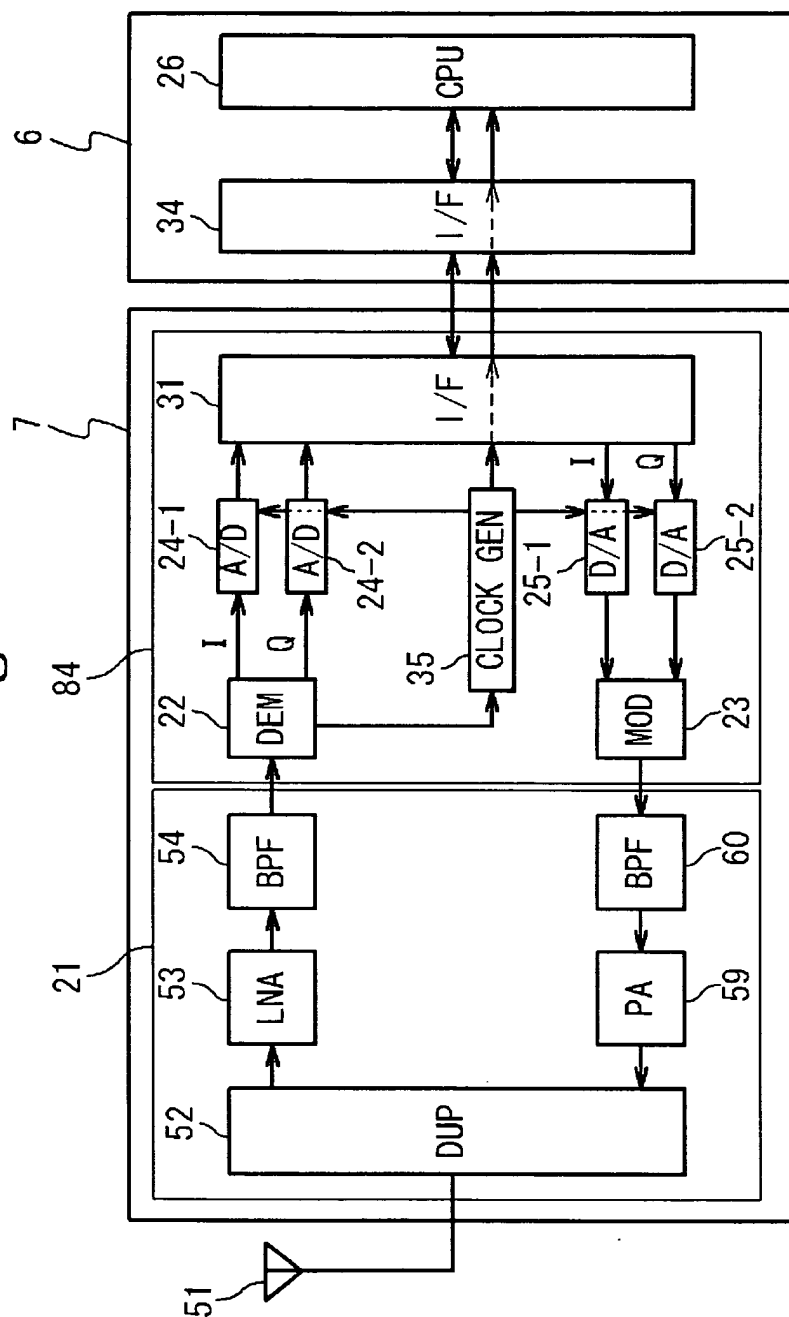 7
6
84
21
51
52
DUP
53
LNA
54
BPF
22
DEM
I
Q
24-1
A/D
A/D
24-2
35
CLOCK GEN
31
I/F
34
I/F
26
CPU
I
Q
25-1
D/A
D/A
25-2
MOD
23
BPF
60
PA
59